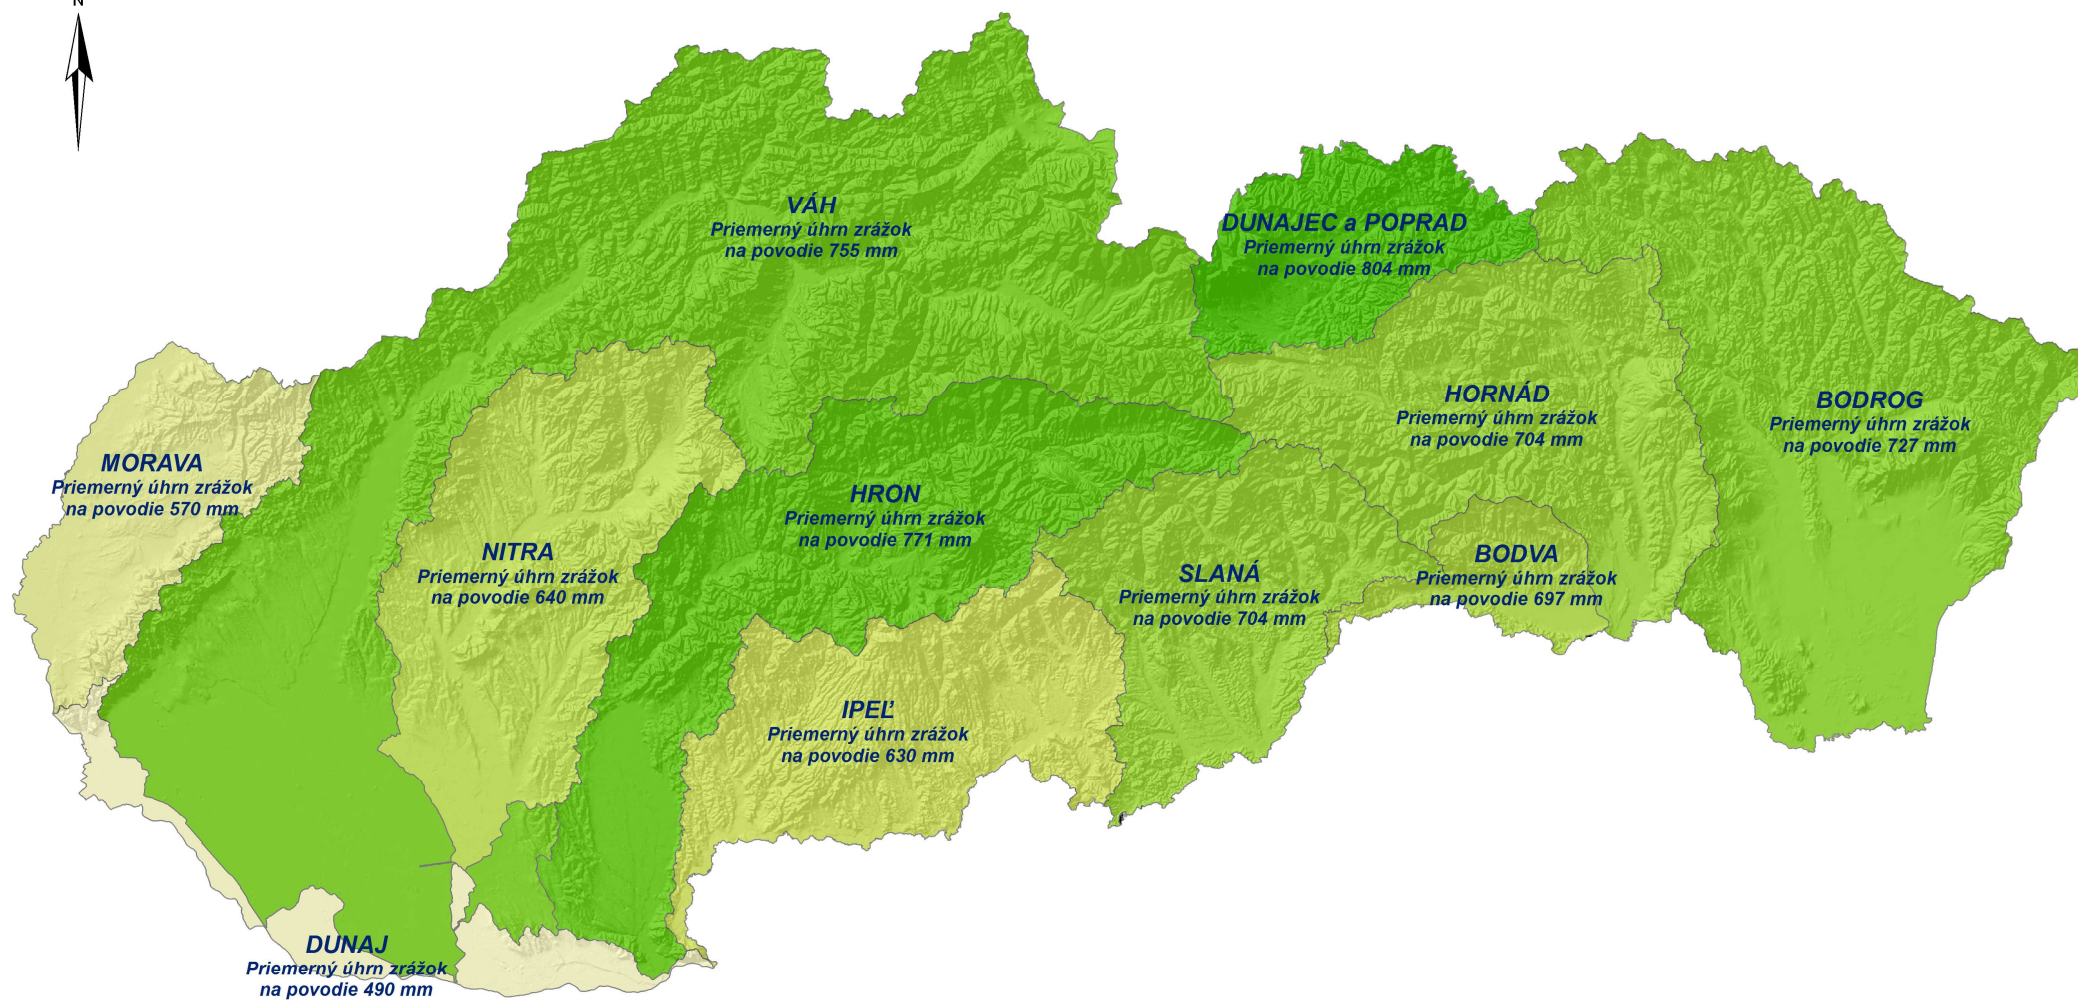 N
VÁH
Priemerný úhrn zrážok
na povodie 755 mm
DUNAJEC a POPRAD
Priemerný úhrn zrážok
na povodie 804 mm
HORNÁD
Priemerný úhrn zrážok
na povodie 704 mm
BODROG
Priemerný úhrn zrážok
na povodie 727 mm
MORAVA
Priemerný úhrn zrážok
na povodie 570 mm
HRON
Priemerný úhrn zrážok
na povodie 771 mm
NITRA
Priemerný úhrn zrážok
na povodie 640 mm
SLANÁ
Priemerný úhrn zrážok
na povodie 704 mm
BODVA
Priemerný úhrn zrážok
na povodie 697 mm
IPEĽ
Priemerný úhrn zrážok
na povodie 630 mm
DUNAJ
Priemerný úhrn zrážok
na povodie 490 mm